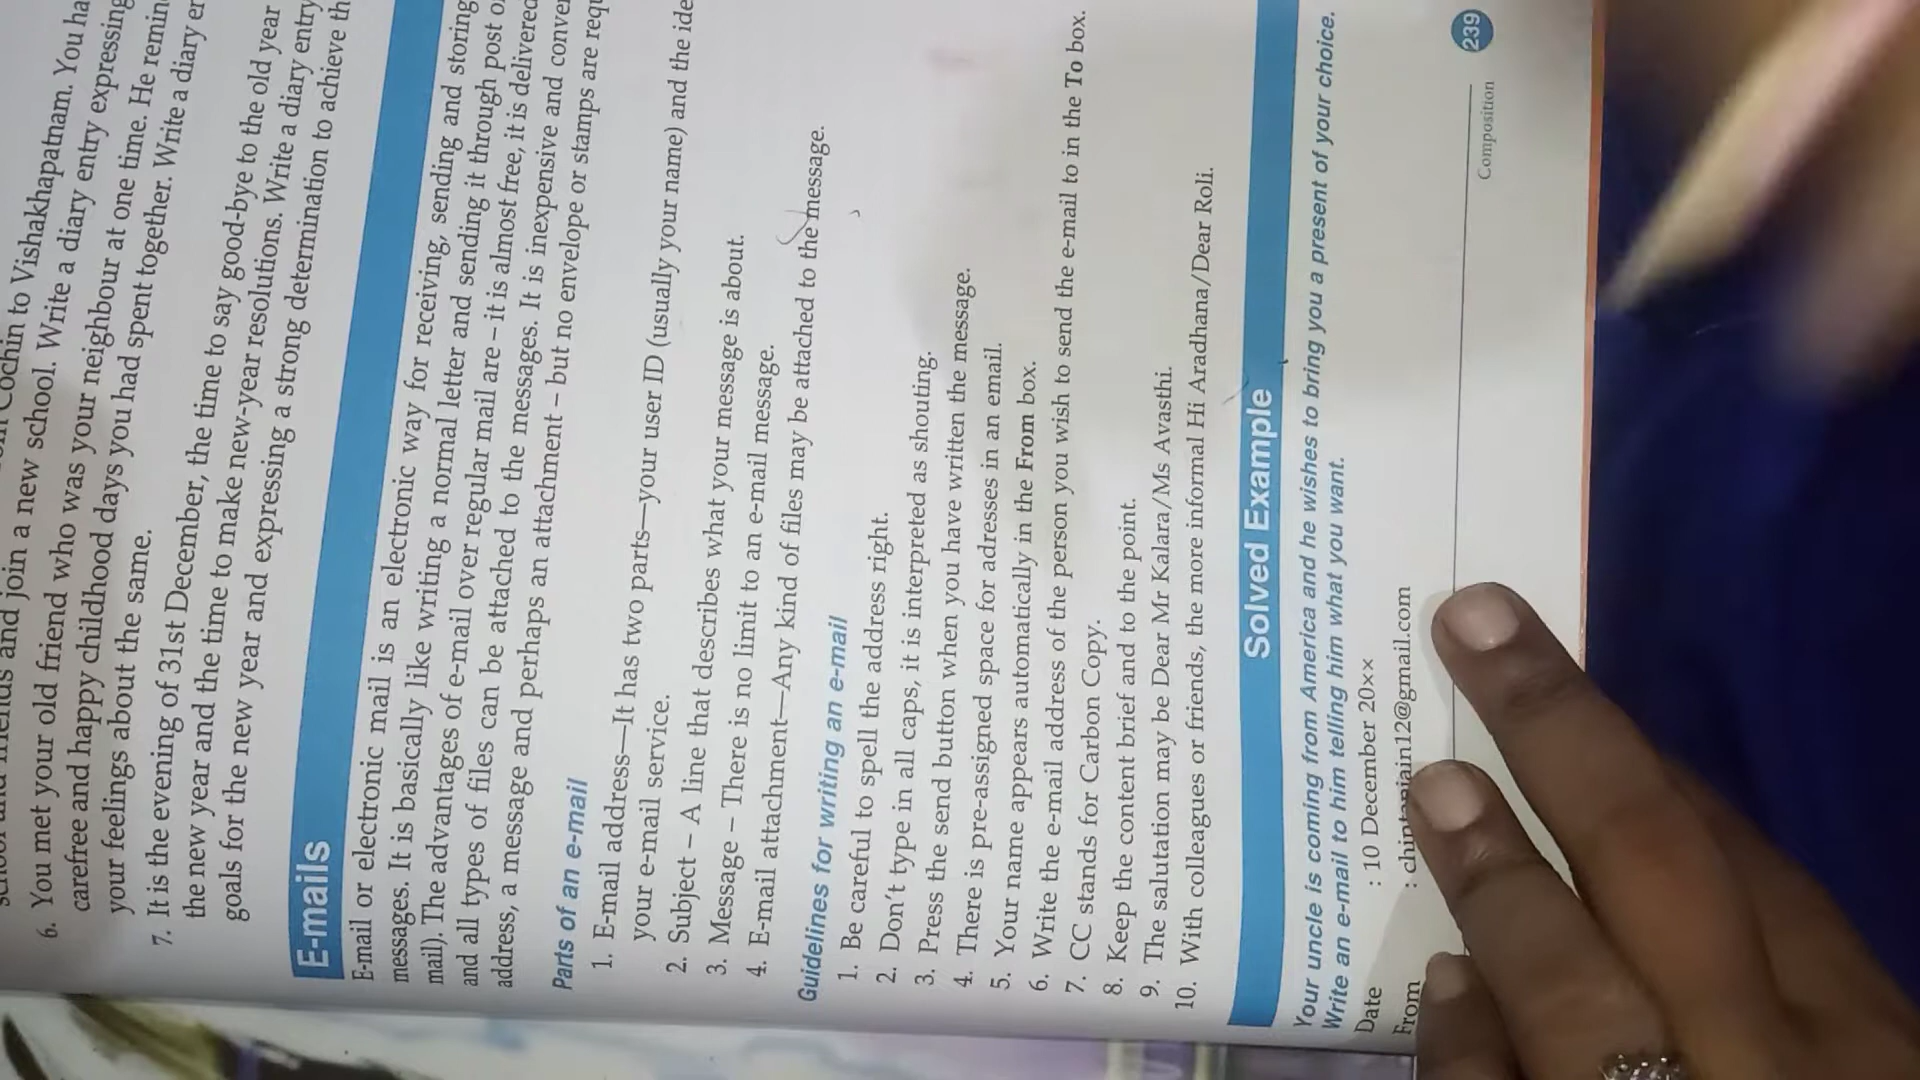 and join a new school. Write a diary entry expressing
6. You met your old friend who was your neighbour at one time. He
carefree and happy childhood days you had spent together. Write a diary
your feelings about the same.
7. It is the evening of 31st December, the time to say good-bye to the old year
the new year and the time to make new-year resolutions. Write a diary entry
goals for the new year and expressing a strong determination to achieve
E-mails
E-mail or electronic mail is an electronic way for receiving, sending and storing
messages. It is basically like writing a normal letter and sending it through post
mail). The advantages of e-mail over regular mail are – it is almost free, it is delivered
and all types of files can be attached to the messages. It is inexpensive and
address, a message and perhaps an attachment – but no envelope or stamps are
Parts of an e-mail
1. E-mail address—It has two parts—your user ID (usually your name) and the
your e-mail service.
2. Subject – A line that describes what your message is about.
3. Message – There is no limit to an e-mail message.
4. E-mail attachment—Any kind of files may be attached to the message.
Guidelines for writing an e-mail
1. Be careful to spell the address right.
2. Don't type in all caps, it is interpreted as shouting.
3. Press the send button when you have written the message.
4. There is pre-assigned space for adresses in an email.
5. Your name appears automatically in the From box.
6. Write the e-mail address of the person you wish to send the e-mail to in the To box.
7. CC stands for Carbon Copy.
8. Keep the content brief and to the point.
9. The salutation may be Dear Mr Kalara/Ms Avasthi.
10. With colleagues or friends, the more informal Hi Aradhana/Dear Roli.
Solved Example
Your uncle is coming from America and he wishes to bring you a present of your choice.
Write an e-mail to him telling him what you want.
Date : 10 December 20××
From :
Composition 239